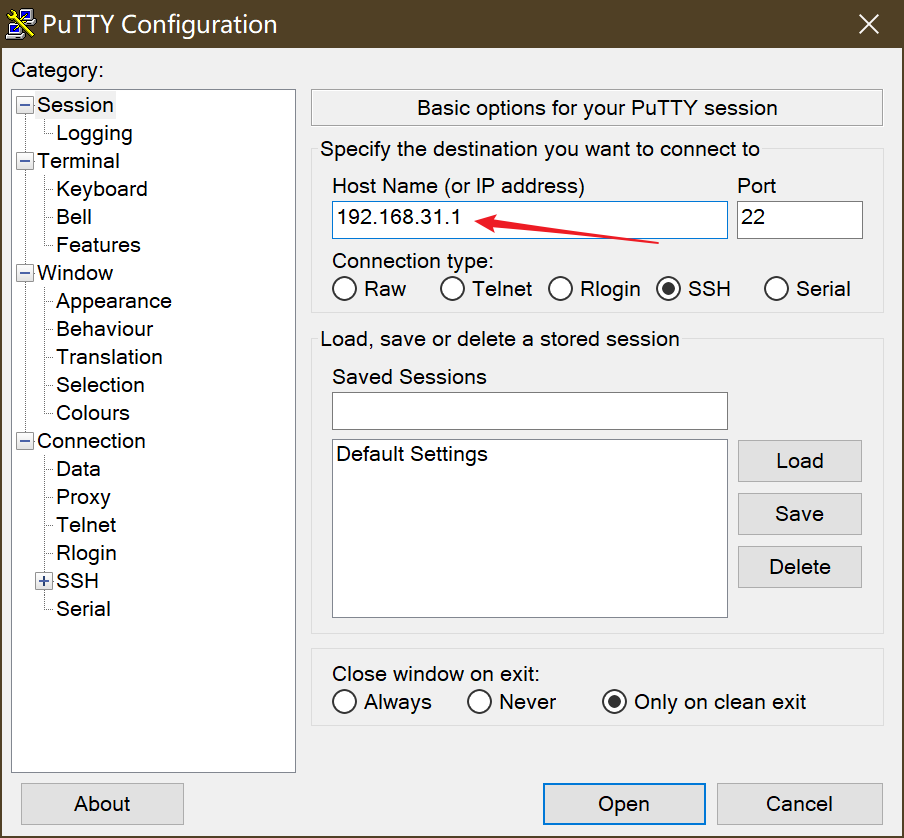 PuTTY Configuration
Category:
Session
Logging
Terminal
Keyboard
Bell
Features
Window
Appearance
Behaviour
Translation
Selection
Colours
Connection
Data
Proxy
Telnet
Rlogin
SSH
Serial
Basic options for your PuTTY session
Specify the destination you want to connect to
Host Name (or IP address) Port
192.168.31.1 22
Connection type:
Raw Telnet Rlogin SSH Serial
Load, save or delete a stored session
Saved Sessions
Default Settings
Load
Save
Delete
Close window on exit:
Always Never Only on clean exit
About Open Cancel